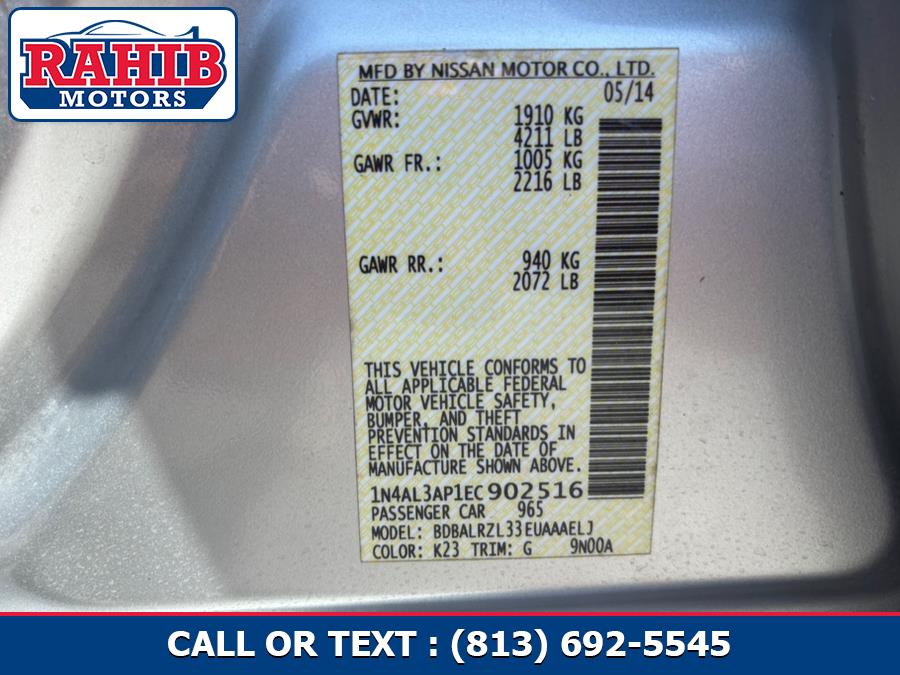 RAHIB
MOTORS
MFD BY NISSAN MOTOR CO., LTD.
DATE: 05/14
GVWR: 1910 KG
4211 LB
GAWR FR.: 1005 KG
2216 LB
GAWR RR.: 940 KG
2072 LB
THIS VEHICLE CONFORMS TO
ALL APPLICABLE FEDERAL
MOTOR VEHICLE SAFETY,
BUMPER, AND THEFT
PREVENTION STANDARDS IN
EFFECT ON THE DATE OF
MANUFACTURE SHOWN ABOVE.
1N4AL3AP1EC902516
PASSENGER CAR 965
MODEL: BDBALRZL33EUAAAELJ
COLOR: K23 TRIM: G 9N00A
CALL OR TEXT : (813) 692-5545